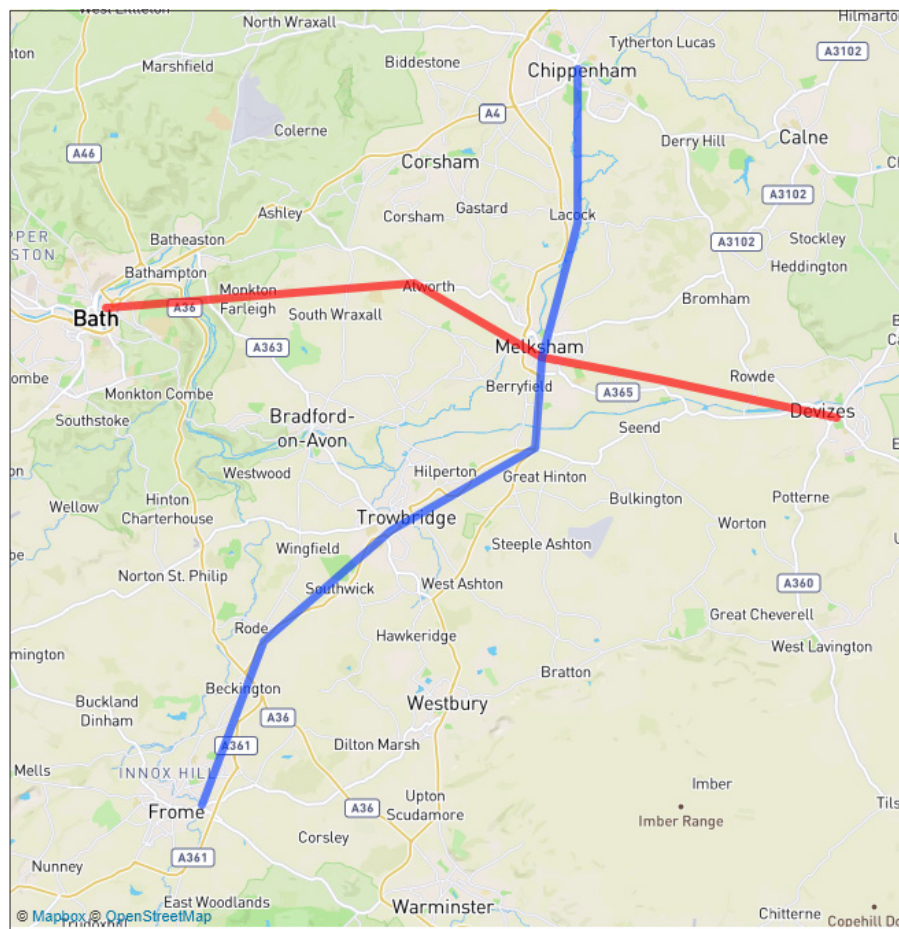 West Littleton
North Wraxall
Hilmarton
Tytherton Lucas
A3102
Biddestone
Marshfield
Chippenham
A4
Colerne
Derry Hill
Calne
A46
Corsham
A3102
Ashley
Corsham
Gastard
Lacock
UPPER
Batheaston
A3102
Stockley
Heddington
Bathampton
Monkton
Farleigh
Atworth
Bromham
A36
South Wraxall
Bath
A363
Melksham
Rowde
Berryfield
A365
Monkton Combe
Devizes
Southstoke
Bradford-
on-Avon
Seend
Westwood
Hilperton
Great Hinton
Bulkington
Potterne
Wellow
Hinton
Charterhouse
Trowbridge
Worton
Wingfield
Steeple Ashton
Norton St. Philip
Southwick
West Ashton
A360
Great Cheverell
Rode
Hawkeridge
West Lavington
Bratton
Beckington
Buckland
Dinham
Westbury
A36
A361
Dilton Marsh
Mells
INNOX HILL
Imber
Frome
A36
Upton
Scudamore
Imber Range
Corsley
A361
Nunney
East Woodlands
Warminster
Chitterne
© Mapbox © OpenStreetMap